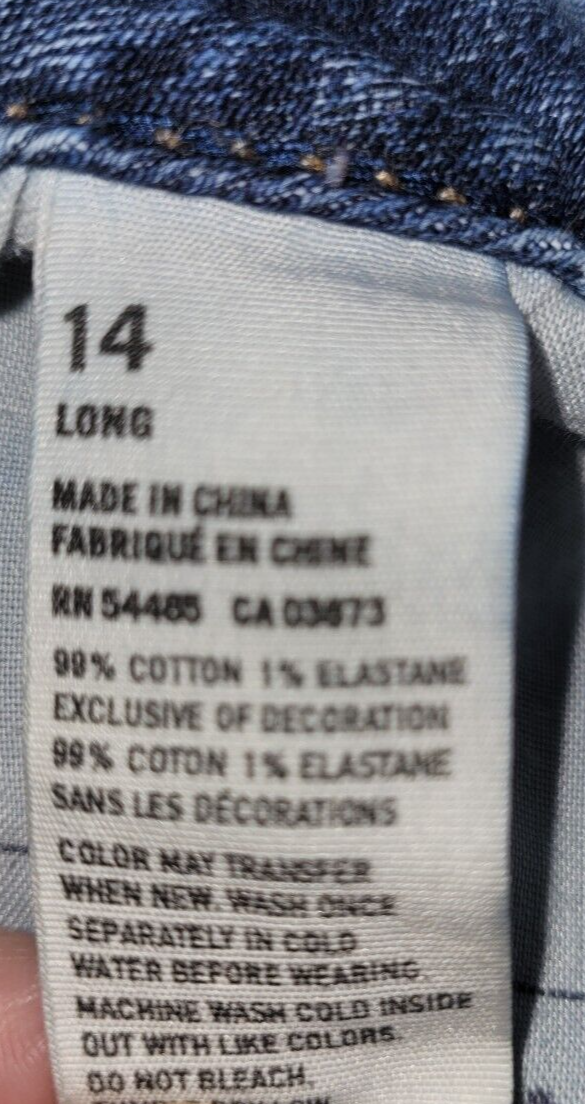 14
LONG
MADE IN CHINA
FABRIQUÉ EN CHINE
RN 54485 CA 03673
99% COTTON 1% ELASTANE
EXCLUSIVE OF DECORATION
99% COTON 1% ELASTANE
SANS LES DÉCORATIONS
COLOR MAY TRANSFER
WHEN NEW. WASH ONCE
SEPARATELY IN COLD
WATER BEFORE WEARING.
MACHINE WASH COLD INSIDE
OUT WITH LIKE COLORS.
DO NOT BLEACH.